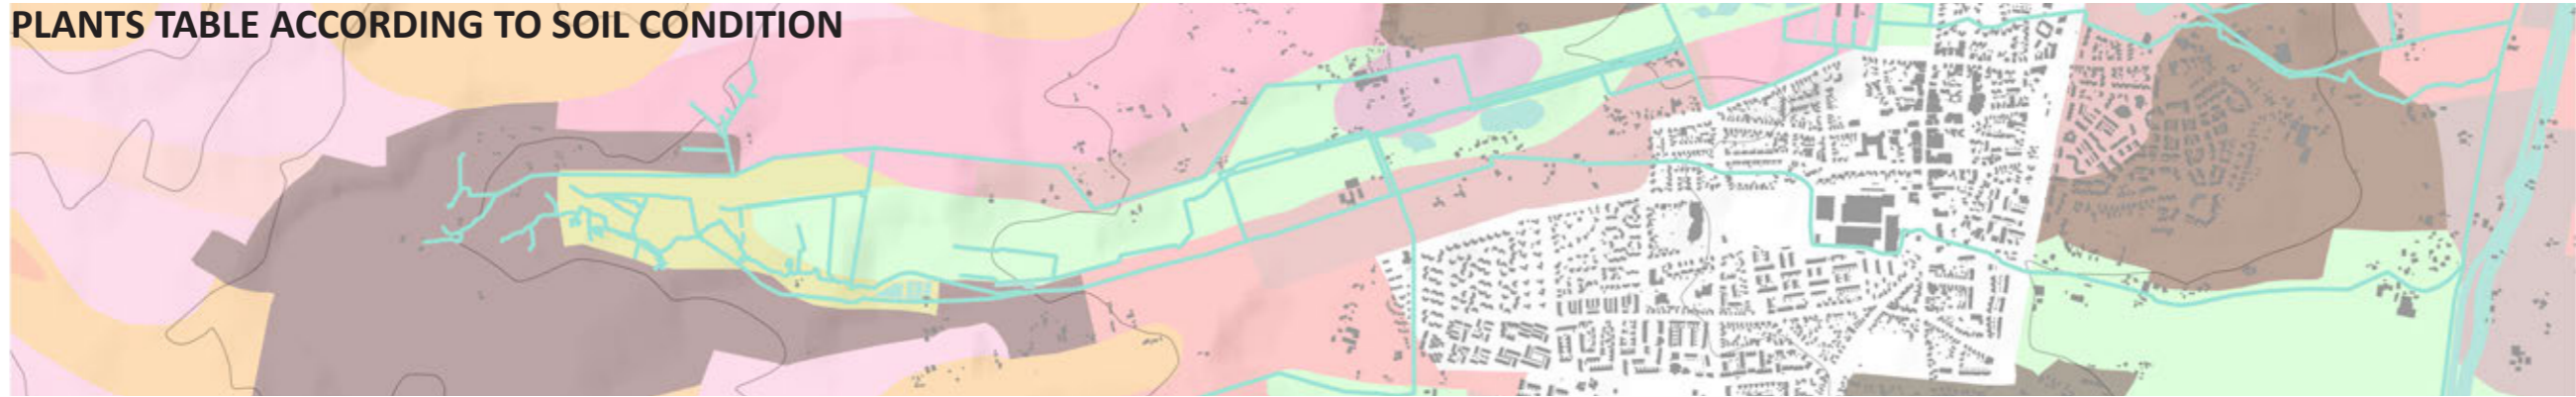 PLANTS TABLE ACCORDING TO SOIL CONDITION